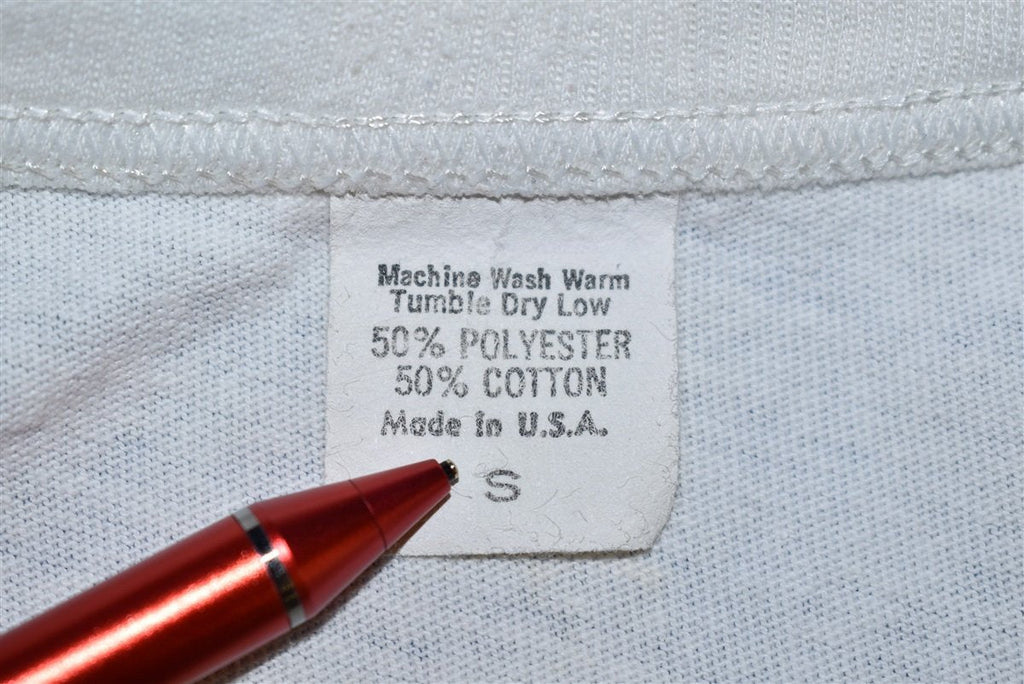 Machine Wash Warm
Tumble Dry Low
50% POLYESTER
50% COTTON
Made in U.S.A.
S